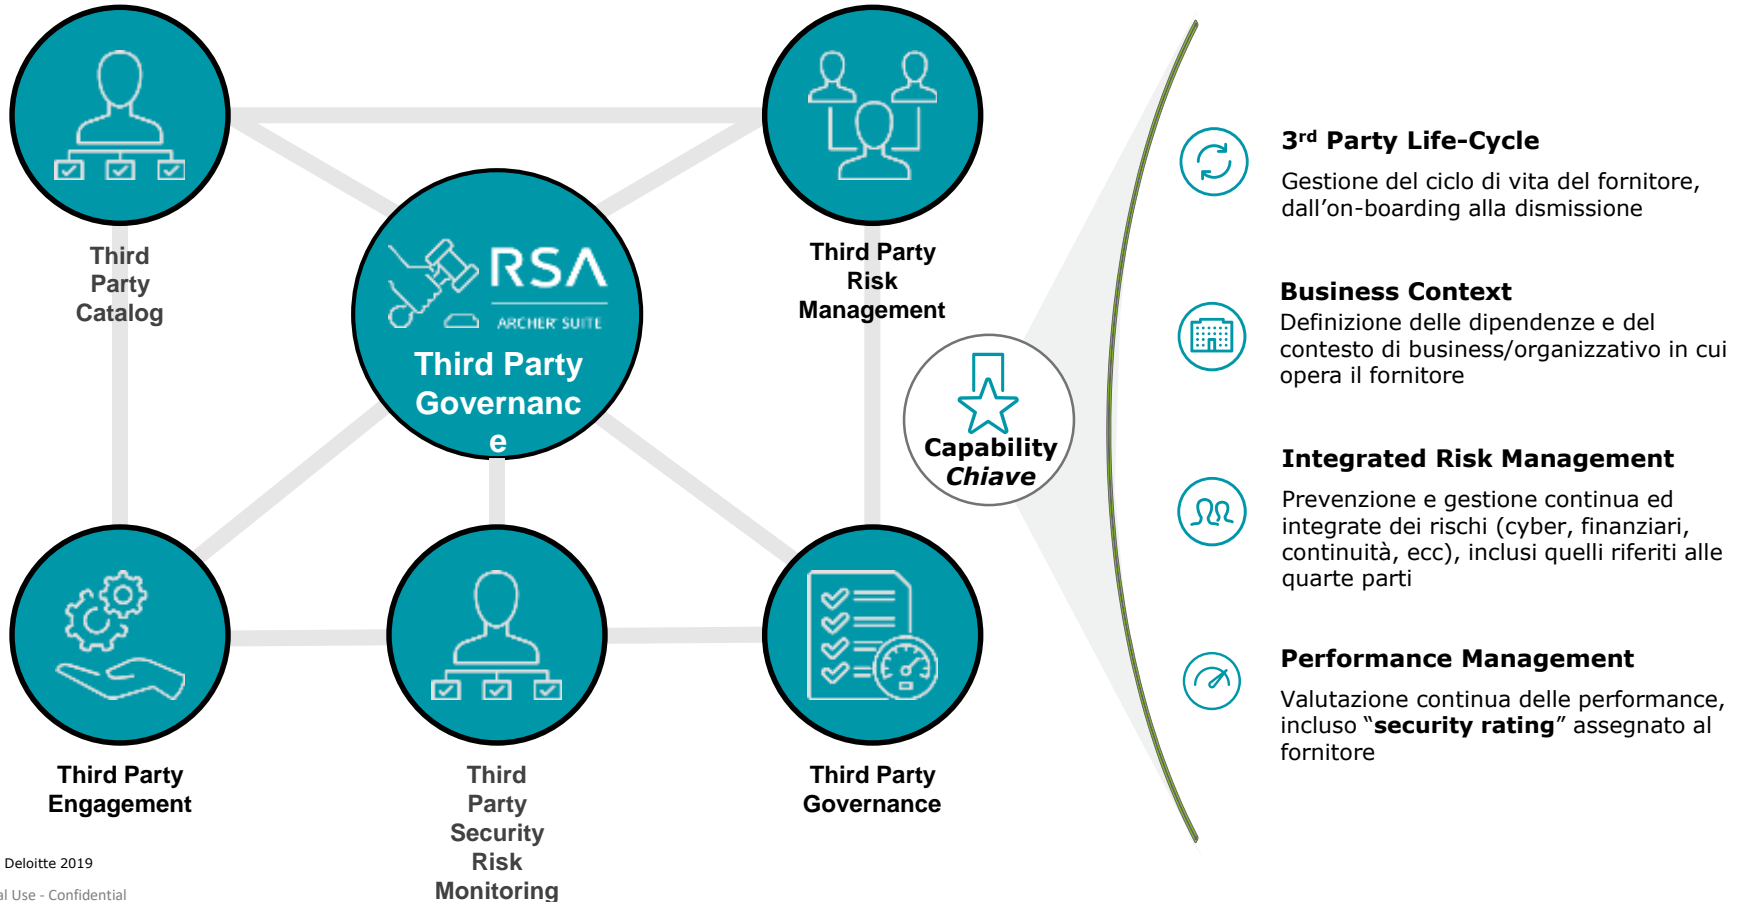 Third
Party
Catalog
Third Party
Risk
Management
RSA
ARCHER® SUITE
Third Party
Governanc
e
Third Party
Engagement
Third
Party
Security
Risk
Monitoring
Third Party
Governance
Capability
Chiave
3rd Party Life-Cycle
Gestione del ciclo di vita del fornitore,
dall’on-boarding alla dismissione
Business Context
Definizione delle dipendenze e del
contesto di business/organizzativo in cui
opera il fornitore
Integrated Risk Management
Prevenzione e gestione continua ed
integrate dei rischi (cyber, finanziari,
continuità, ecc), inclusi quelli riferiti alle
quarte parti
Performance Management
Valutazione continua delle performance,
incluso “security rating” assegnato al
fornitore
Deloitte 2019
al Use - Confidential